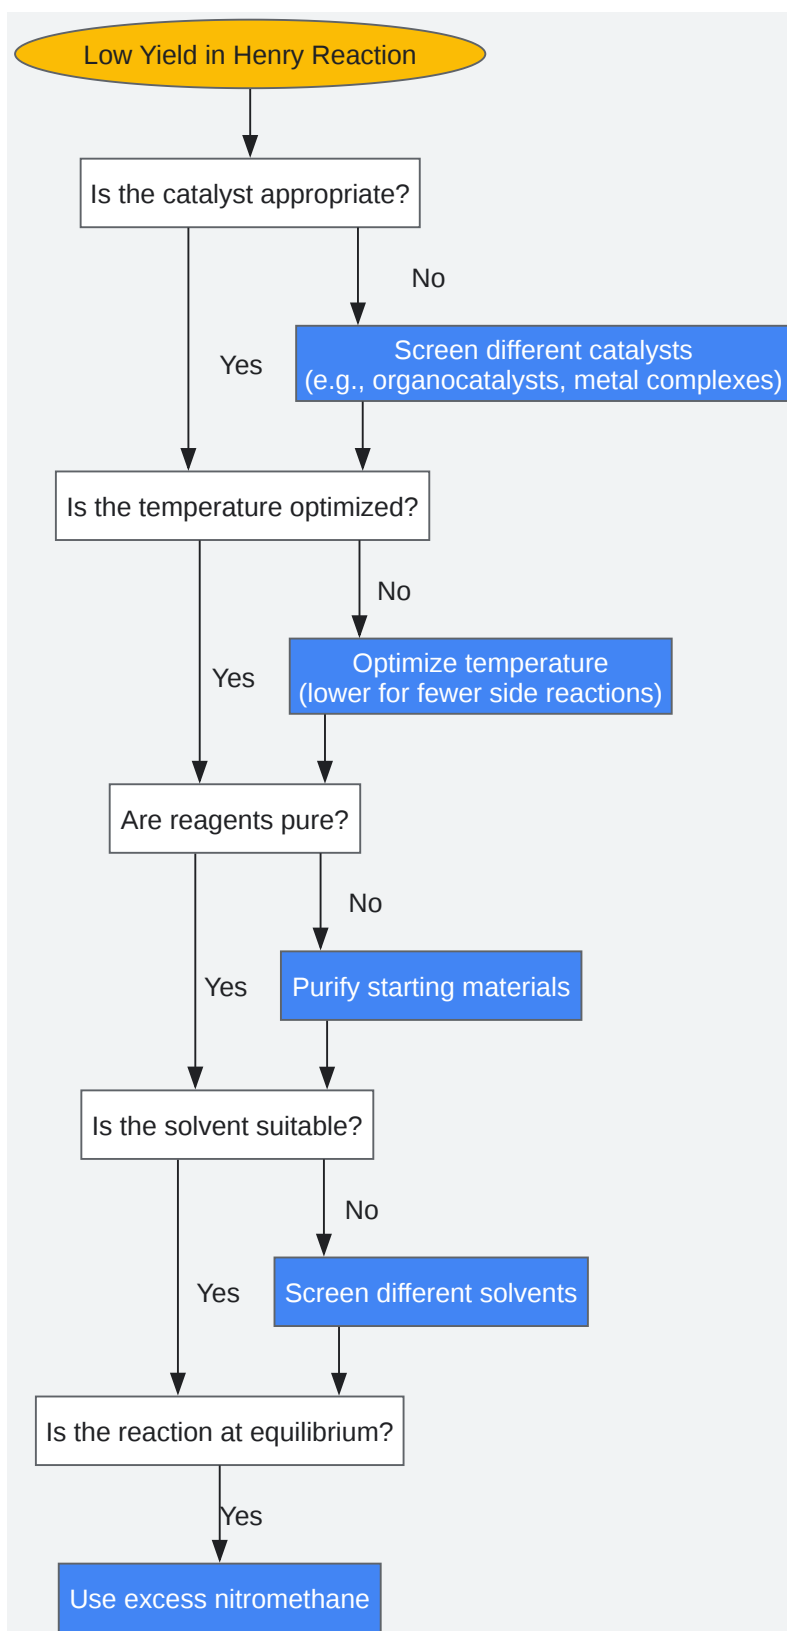 Low Yield in Henry Reaction
Is the catalyst appropriate?
No
Yes
Screen different catalysts
(e.g., organocatalysts, metal complexes)
Is the temperature optimized?
No
Yes
Optimize temperature
(lower for fewer side reactions)
Are reagents pure?
No
Yes
Purify starting materials
Is the solvent suitable?
No
Yes
Screen different solvents
Is the reaction at equilibrium?
Yes
Use excess nitromethane